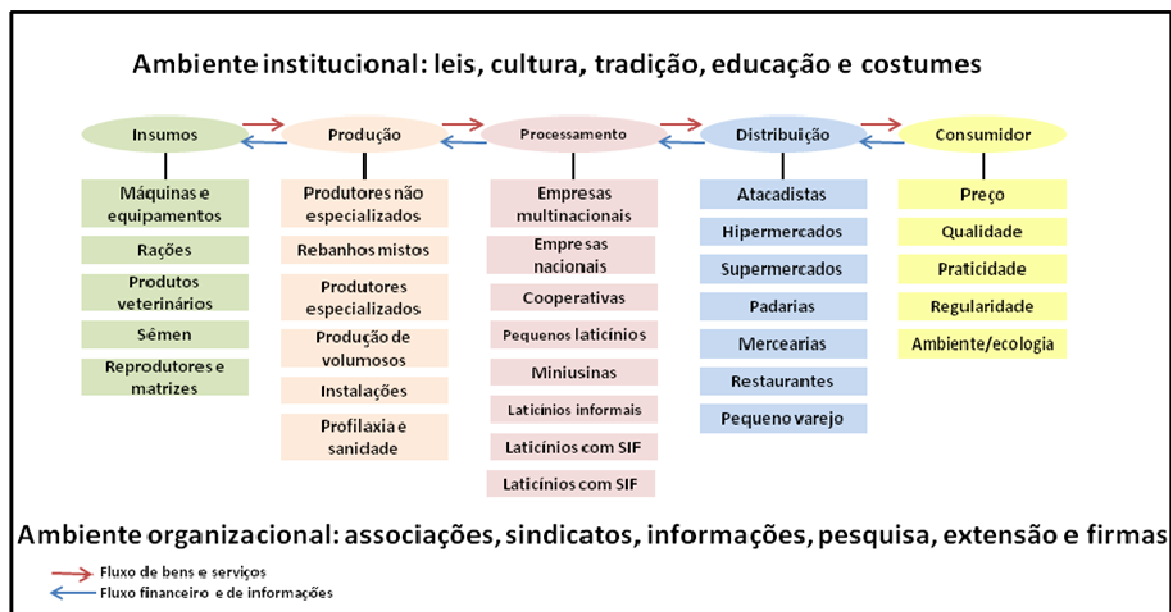 Ambiente institucional: leis, cultura, tradição, educação e costumes
Insumos
Produção
Processamento
Distribuição
Consumidor
Máquinas e
equipamentos
Rações
Produtos
veterinários
Sêmen
Reprodutores e
matrizes
Produtores não
especializados
Rebanhos mistos
Produtores
especializados
Produção de
volumosos
Instalações
Profilaxia e
sanidade
Empresas
multinacionais
Empresas
nacionais
Cooperativas
Pequenos laticínios
Miniusinas
Laticínios informais
Laticínios com SIF
Laticínios com SIF
Atacadistas
Hipermercados
Supermercados
Padarias
Mercearias
Restaurantes
Pequeno varejo
Preço
Qualidade
Praticidade
Regularidade
Ambiente/ecologia
Ambiente organizacional: associações, sindicatos, informações, pesquisa, extensão e firmas
Fluxo de bens e serviços
Fluxo financeiro e de informações